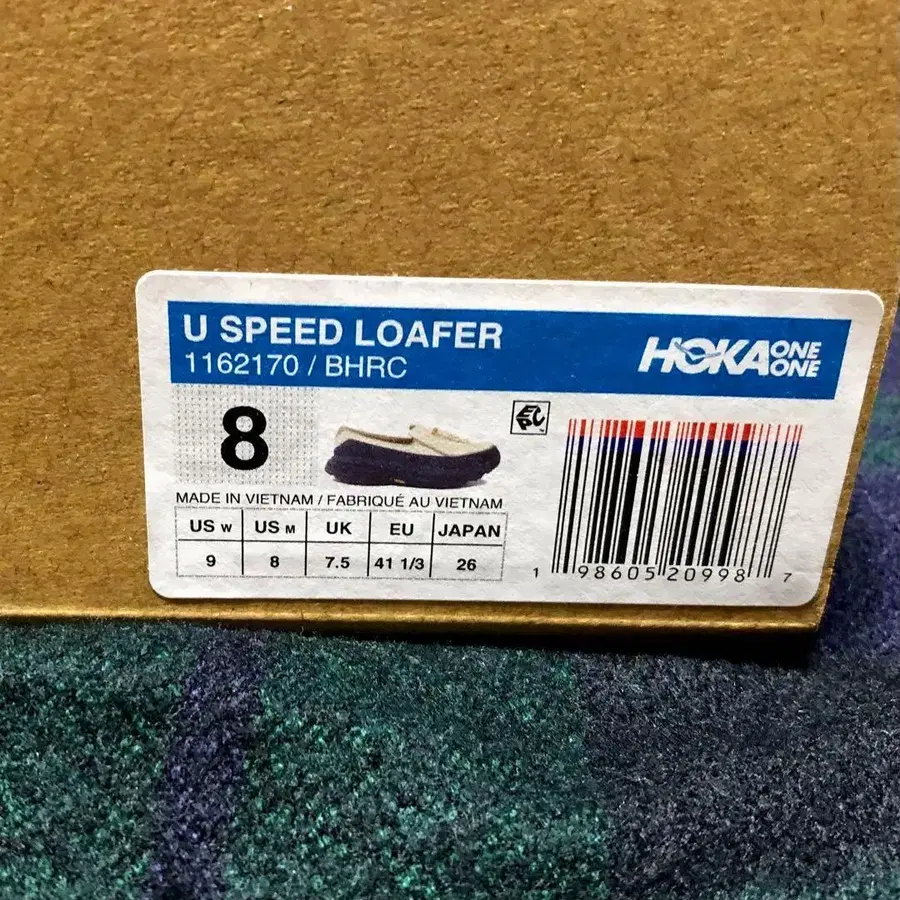 U SPEED LOAFER
1162170 / BHRC
HOKA ONE ONE
8
EPC
MADE IN VIETNAM / FABRIQUÉ AU VIETNAM
US W US M UK EU JAPAN
9 8 7.5 41 1/3 26
1 98605 20998 7